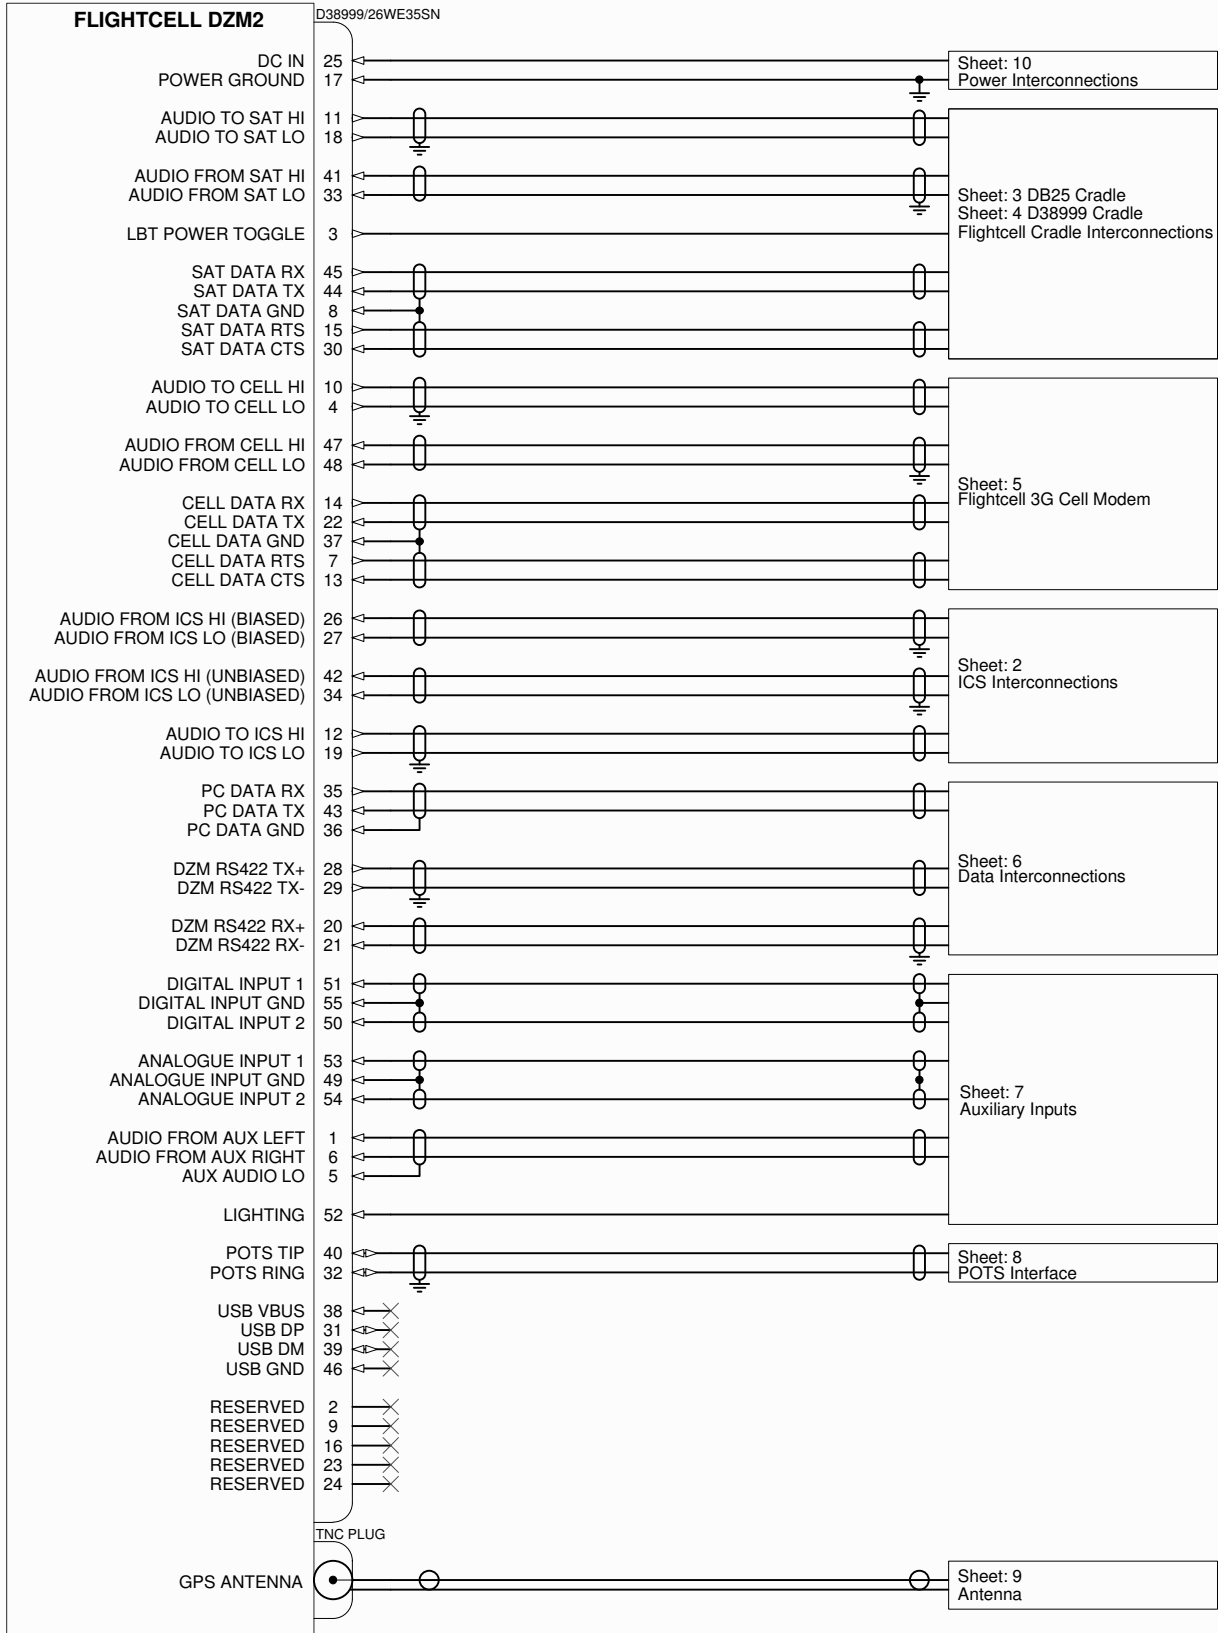 FLIGHTCELL DZM2
D38999/26WE35SN
DC IN 25
POWER GROUND 17
Sheet: 10
Power Interconnections
AUDIO TO SAT HI 11
AUDIO TO SAT LO 18
AUDIO FROM SAT HI 41
AUDIO FROM SAT LO 33
LBT POWER TOGGLE 3
SAT DATA RX 45
SAT DATA TX 44
SAT DATA GND 8
SAT DATA RTS 15
SAT DATA CTS 30
Sheet: 3 DB25 Cradle
Sheet: 4 D38999 Cradle
Flightcell Cradle Interconnections
AUDIO TO CELL HI 10
AUDIO TO CELL LO 4
AUDIO FROM CELL HI 47
AUDIO FROM CELL LO 48
CELL DATA RX 14
CELL DATA TX 22
CELL DATA GND 37
CELL DATA RTS 7
CELL DATA CTS 13
Sheet: 5
Flightcell 3G Cell Modem
AUDIO FROM ICS HI (BIASED) 26
AUDIO FROM ICS LO (BIASED) 27
AUDIO FROM ICS HI (UNBIASED) 42
AUDIO FROM ICS LO (UNBIASED) 34
AUDIO TO ICS HI 12
AUDIO TO ICS LO 19
Sheet: 2
ICS Interconnections
PC DATA RX 35
PC DATA TX 43
PC DATA GND 36
DZM RS422 TX+ 28
DZM RS422 TX- 29
DZM RS422 RX+ 20
DZM RS422 RX- 21
Sheet: 6
Data Interconnections
DIGITAL INPUT 1 51
DIGITAL INPUT GND 55
DIGITAL INPUT 2 50
ANALOGUE INPUT 1 53
ANALOGUE INPUT GND 49
ANALOGUE INPUT 2 54
AUDIO FROM AUX LEFT 1
AUDIO FROM AUX RIGHT 6
AUX AUDIO LO 5
LIGHTING 52
Sheet: 7
Auxiliary Inputs
POTS TIP 40
POTS RING 32
Sheet: 8
POTS Interface
USB VBUS 38
USB DP 31
USB DM 39
USB GND 46
RESERVED 2
RESERVED 9
RESERVED 16
RESERVED 23
RESERVED 24
TNC PLUG
GPS ANTENNA
Sheet: 9
Antenna